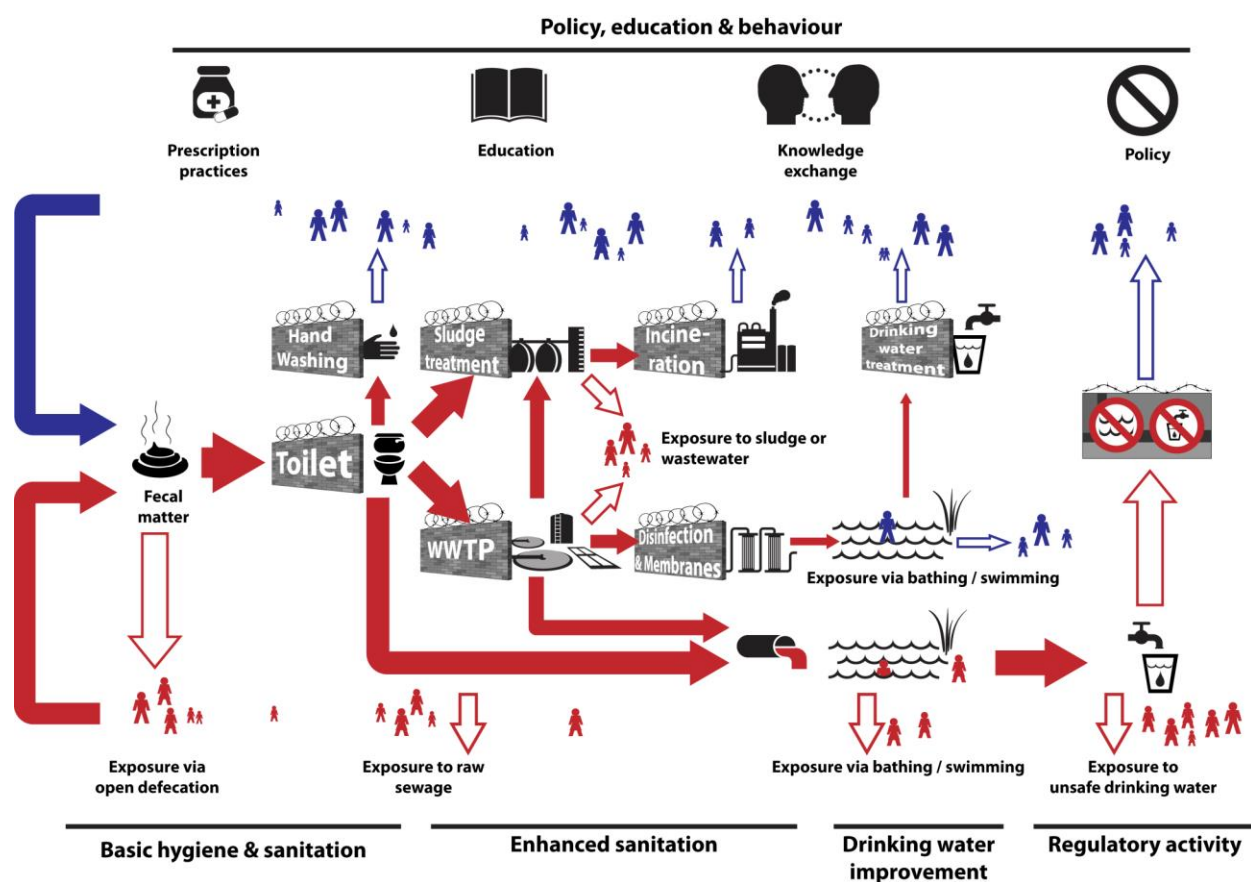 Policy, education & behaviour
Prescription
practices
Education
Knowledge
exchange
Policy
Hand
Washing
Sludge
treatment
Incine-
ration
Drinking
water
treatment
Toilet
Exposure to sludge or
wastewater
Fecal
matter
WWTP
Disinfection
& Membranes
Exposure via bathing / swimming
Exposure via
open defecation
Exposure to raw
sewage
Exposure via bathing / swimming
Exposure to
unsafe drinking water
Basic hygiene & sanitation
Enhanced sanitation
Drinking water
improvement
Regulatory activity